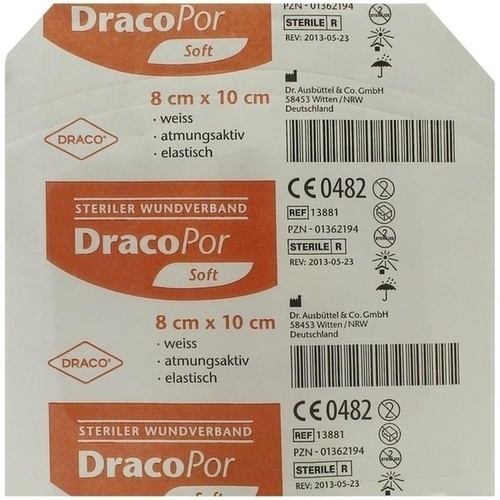 DracoPor
Soft
PZN - 01362194
STERILE R
REV: 2013-05-23
8 cm x 10 cm
· weiss
· atmungsaktiv
· elastisch
DRACO®
Dr. Ausbüttel & Co. GmbH
58453 Witten/NRW
Deutschland
STERILER WUNDVERBAND
DracoPor
Soft
CE 0482
REF 13881
PZN - 01362194
STERILE R
REV: 2013-05-23
8 cm x 10 cm
· weiss
· atmungsaktiv
· elastisch
DRACO®
Dr. Ausbüttel & Co. GmbH
58453 Witten/NRW
Deutschland
STERILER WUNDVERBAND
DracoPor
Soft
CE 0482
REF 13881
PZN - 01362194
STERILE R
REV: 2013-05-23